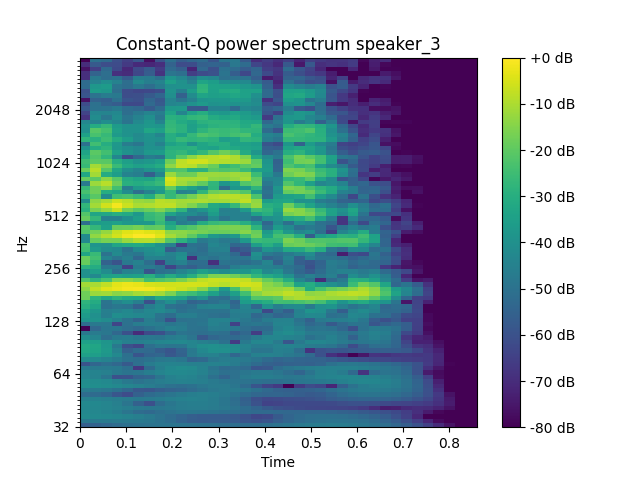 Constant-Q power spectrum speaker_3
Hz
2048
1024
512
256
128
64
32
0 0.1 0.2 0.3 0.4 0.5 0.6 0.7 0.8
Time
+0 dB
-10 dB
-20 dB
-30 dB
-40 dB
-50 dB
-60 dB
-70 dB
-80 dB